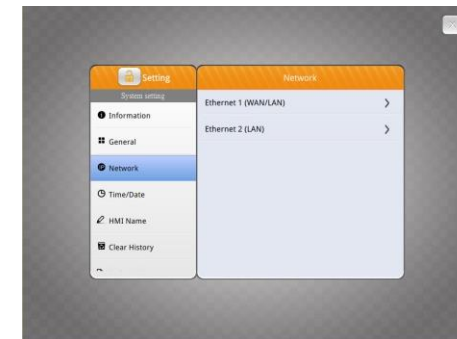 Setting
System setting
Information
General
Network
Time/Date
HMI Name
Clear History
Network
Ethernet 1 (WAN/LAN)
Ethernet 2 (LAN)